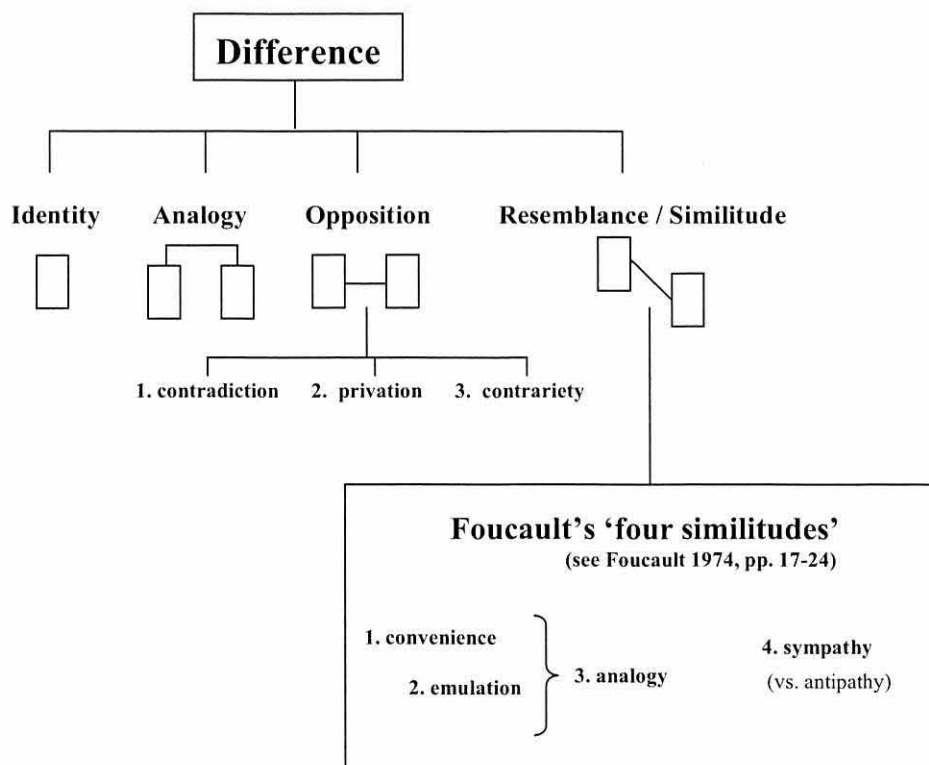 Difference
Identity
Analogy
Opposition
Resemblance / Similitude
1. contradiction
2. privation
3. contrariety
Foucault’s ‘four similitudes’
(see Foucault 1974, pp. 17-24)
1. convenience
2. emulation
3. analogy
4. sympathy
(vs. antipathy)